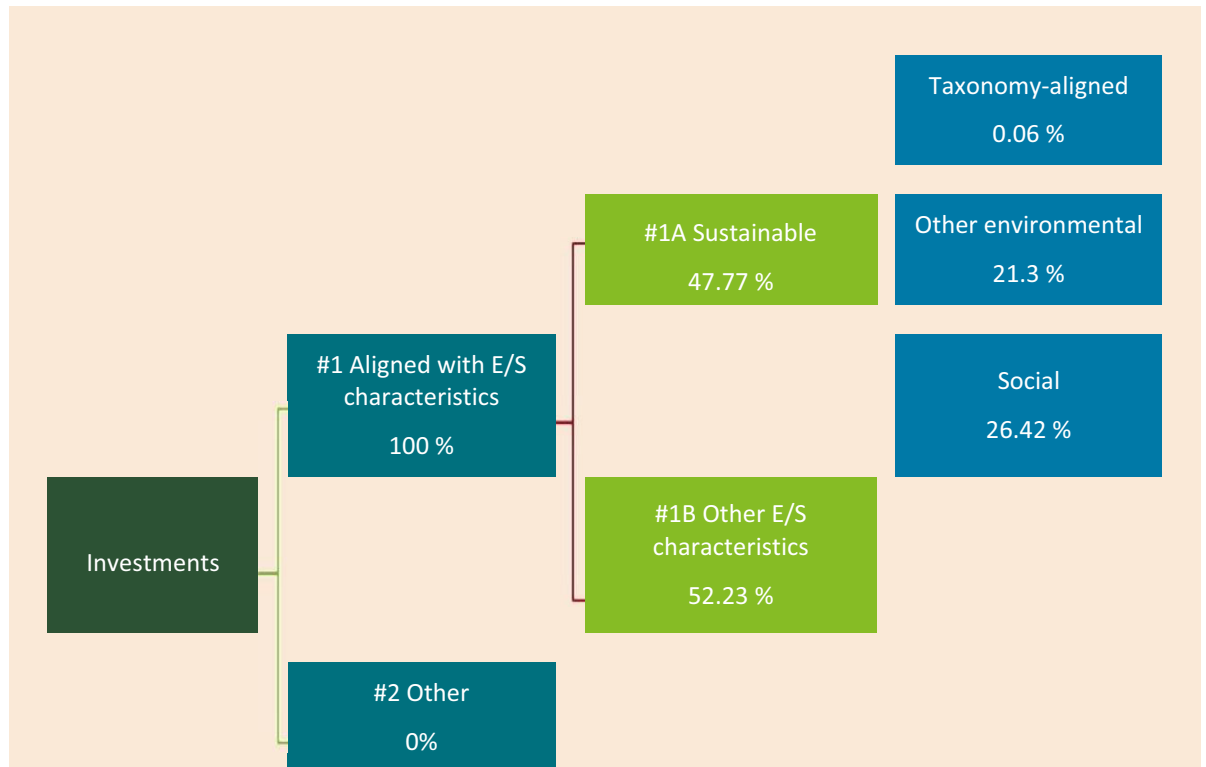 Taxonomy-aligned
0.06 %
#1A Sustainable
47.77 %
Other environmental
21.3 %
#1 Aligned with E/S
characteristics
100 %
Social
26.42 %
Investments
#1B Other E/S
characteristics
52.23 %
#2 Other
0%